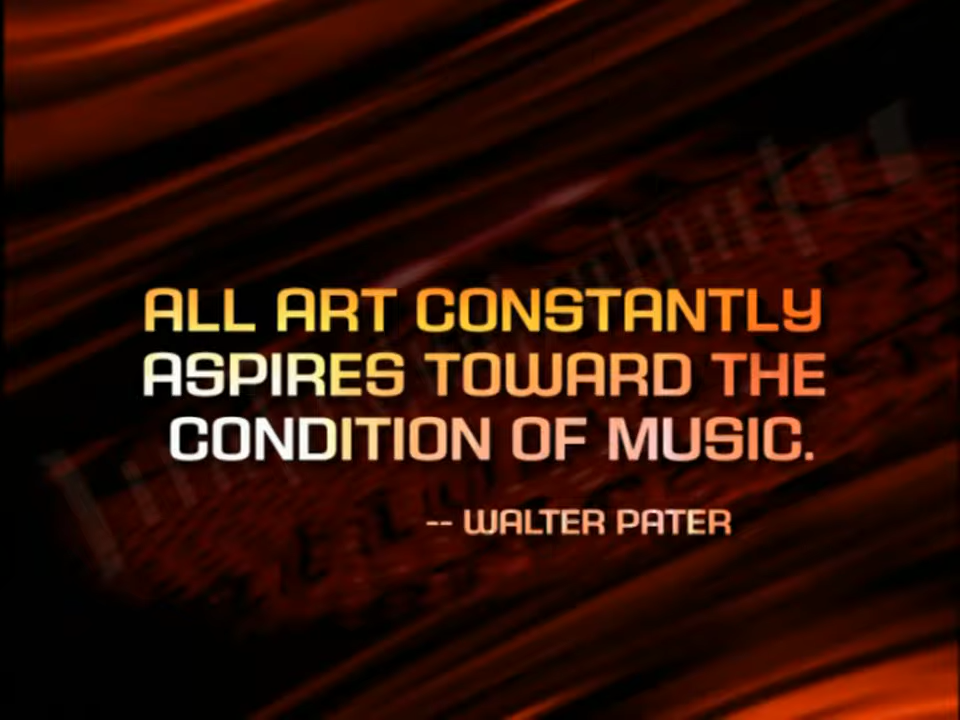 ALL ART CONSTANTLY
ASPIRES TOWARD THE
CONDITION OF MUSIC.
-- WALTER PATER